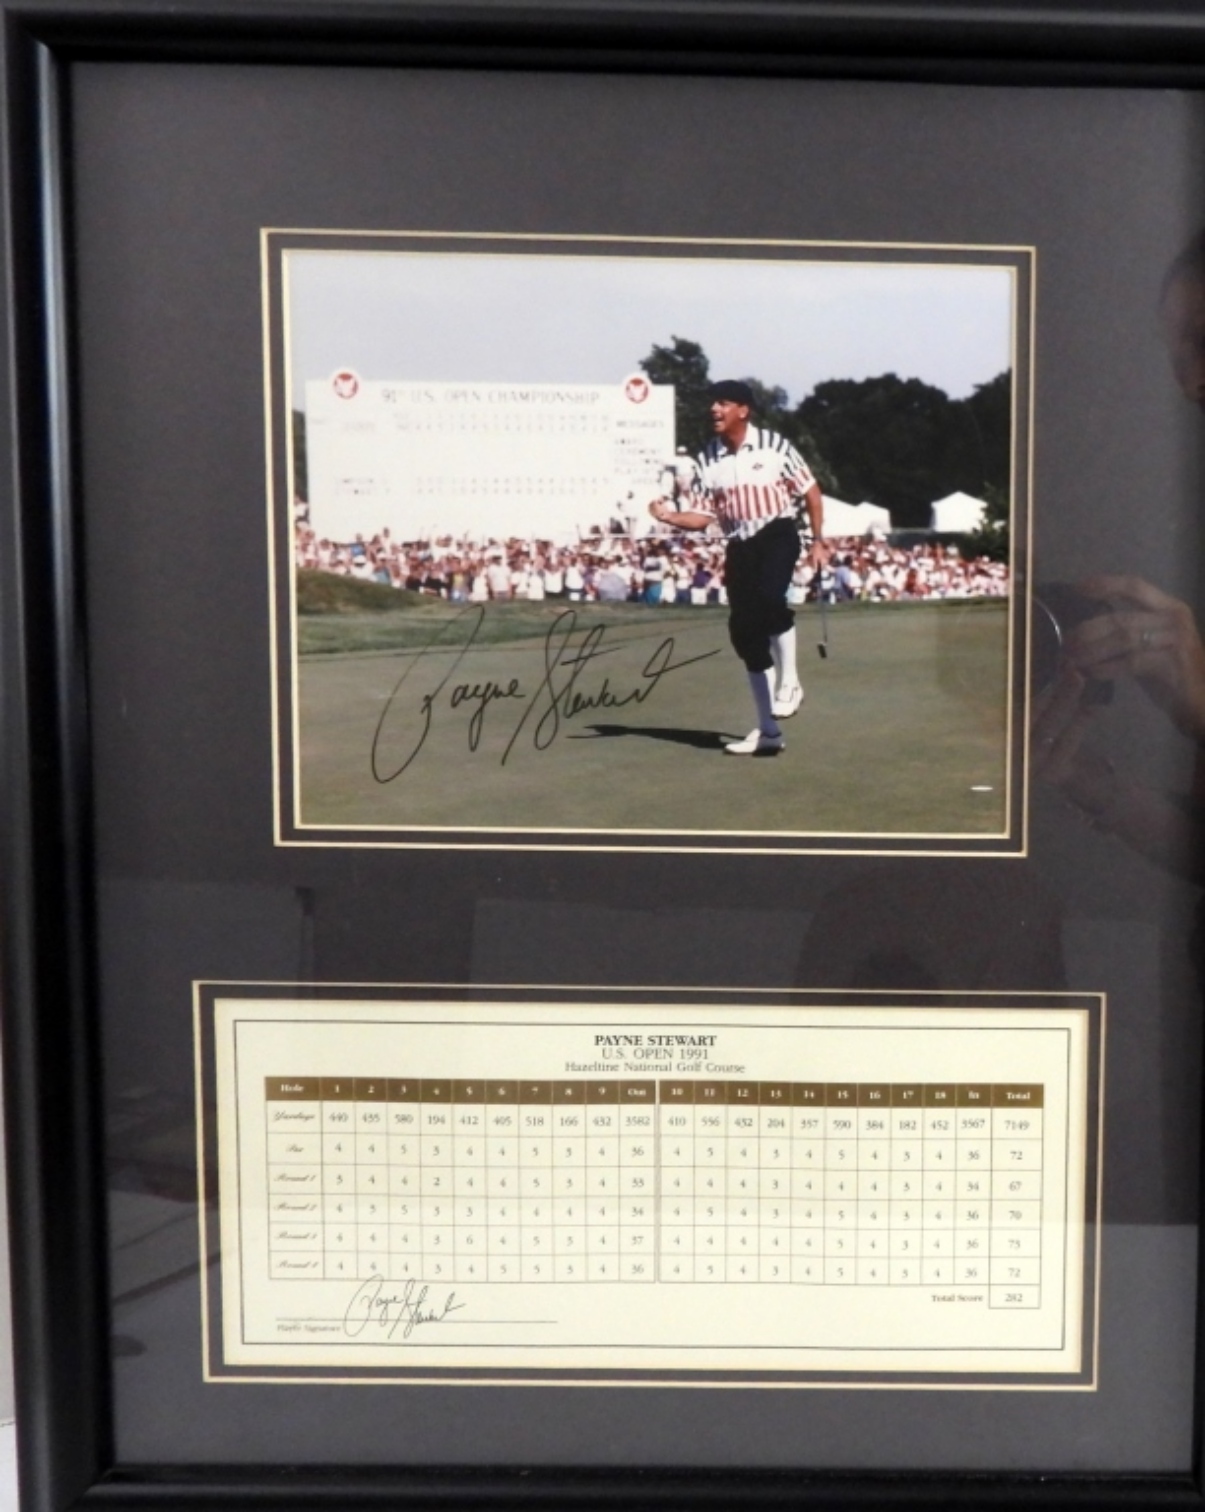 91st U.S. OPEN CHAMPIONSHIP
MESSAGES
Payne Stewart
PAYNE STEWART
U.S. OPEN 1991
Hazeltine National Golf Course
Hole 1 2 3 4 5 6 7 8 9 Out 10 11 12 13 14 15 16 17 18 In Total
Yardage 440 435 580 194 412 405 518 166 432 3582 410 556 432 204 357 590 384 182 452 3567 7149
Par 4 4 5 3 4 4 5 3 4 36 4 5 4 3 4 5 4 3 4 36 72
Round 1 3 4 4 2 4 4 5 3 4 33 4 4 4 3 4 4 4 3 4 34 67
Round 2 4 3 5 3 3 4 4 4 4 34 4 5 4 3 4 5 4 3 4 36 70
Round 3 4 4 4 3 6 4 5 3 4 37 4 4 4 4 4 5 4 3 4 36 73
Round 4 4 4 4 3 4 5 5 3 4 36 4 5 4 3 4 5 4 3 4 36 72
Total Score 282
Payne Stewart
Player Signature